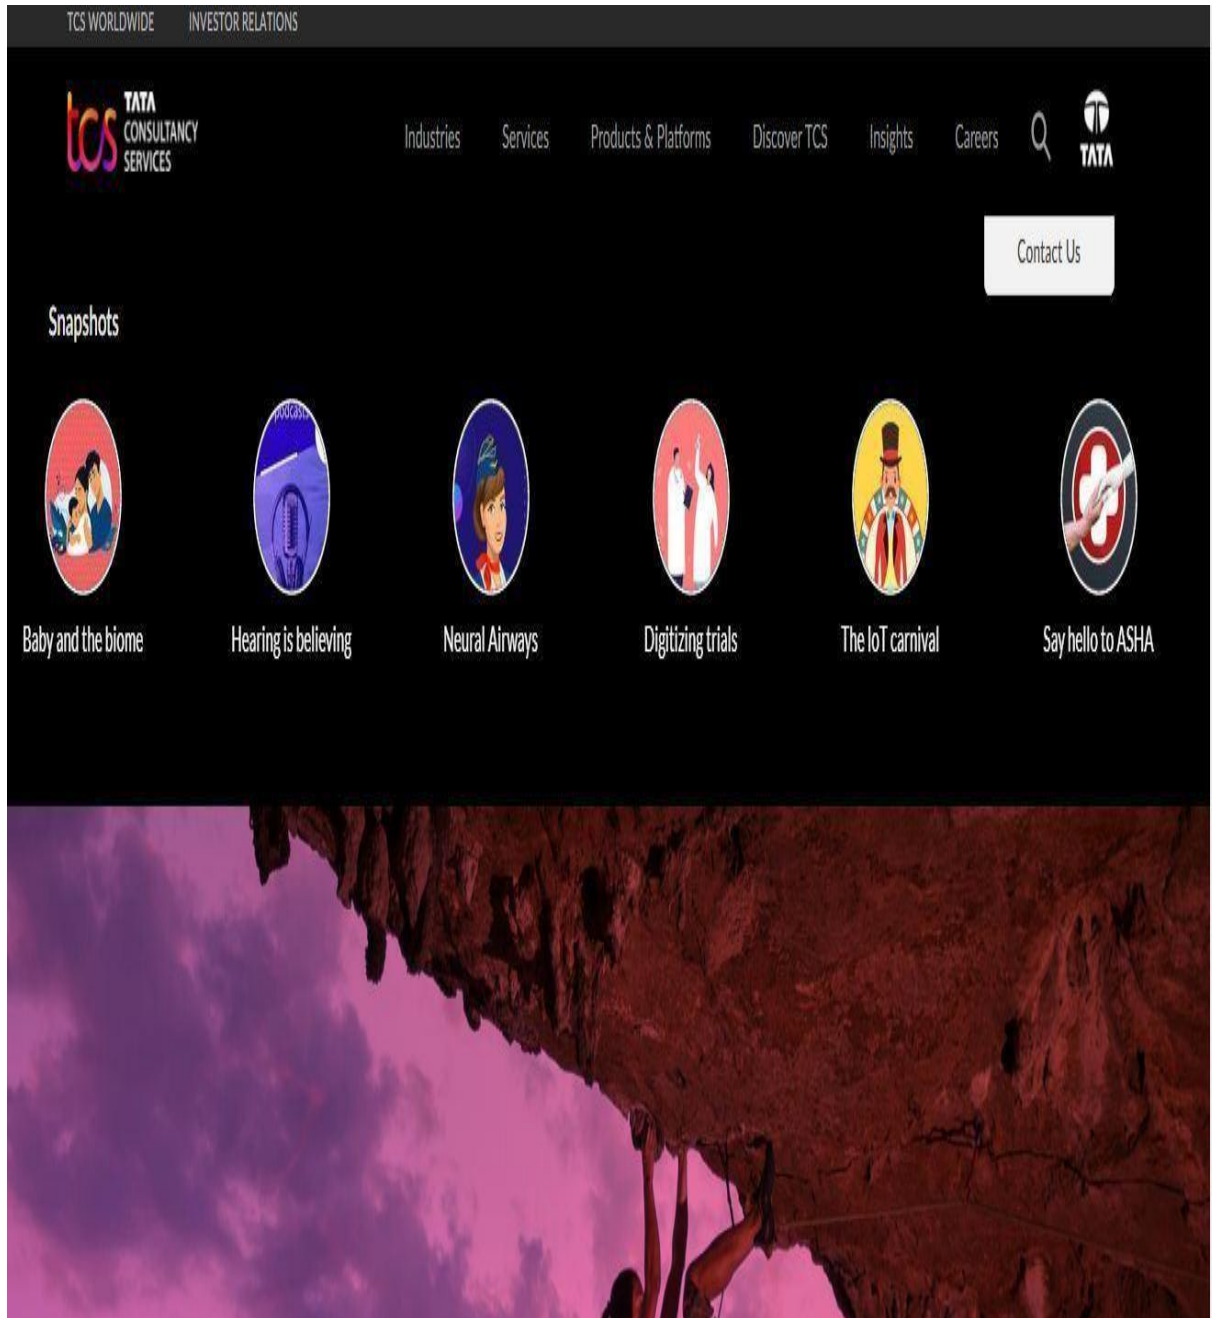 TCS WORLDWIDE INVESTOR RELATIONS
tcs TATA
CONSULTANCY
SERVICES
Industries Services Products & Platforms Discover TCS Insights Careers
TATA
Contact Us
Snapshots
podcasts
Baby and the biome Hearing is believing Neural Airways Digitizing trials The IoT carnival Say hello to ASHA